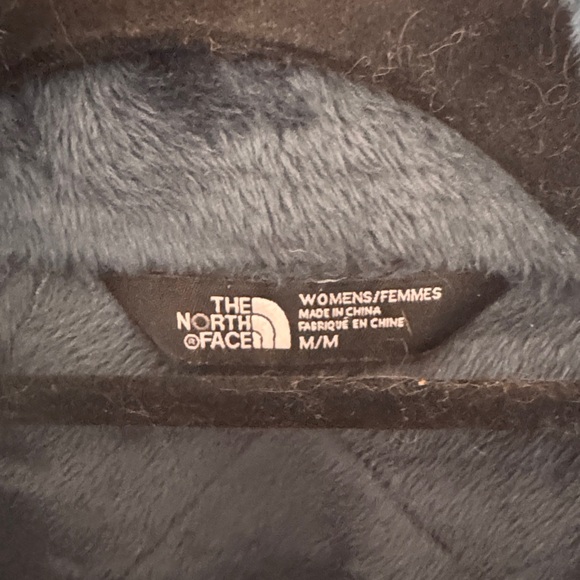 THE
NORTH
®FACE
WOMENS/FEMMES
MADE IN CHINA
FABRIQUÉ EN CHINE
M/M